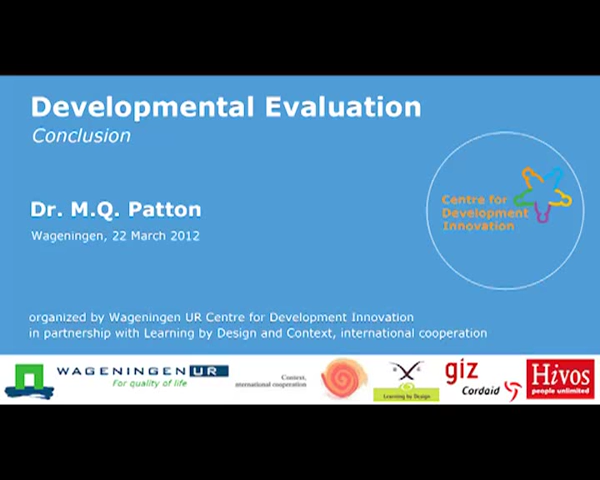 Developmental Evaluation
Conclusion
Dr. M.Q. Patton
Wageningen, 22 March 2012
Centre for
Development
Innovation
organized by Wageningen UR Centre for Development Innovation
in partnership with Learning by Design and Context, international cooperation
WAGENINGEN UR
For quality of life
Context,
international cooperation
Learning by Design
giz
Cordaid
Hivos
people unlimited